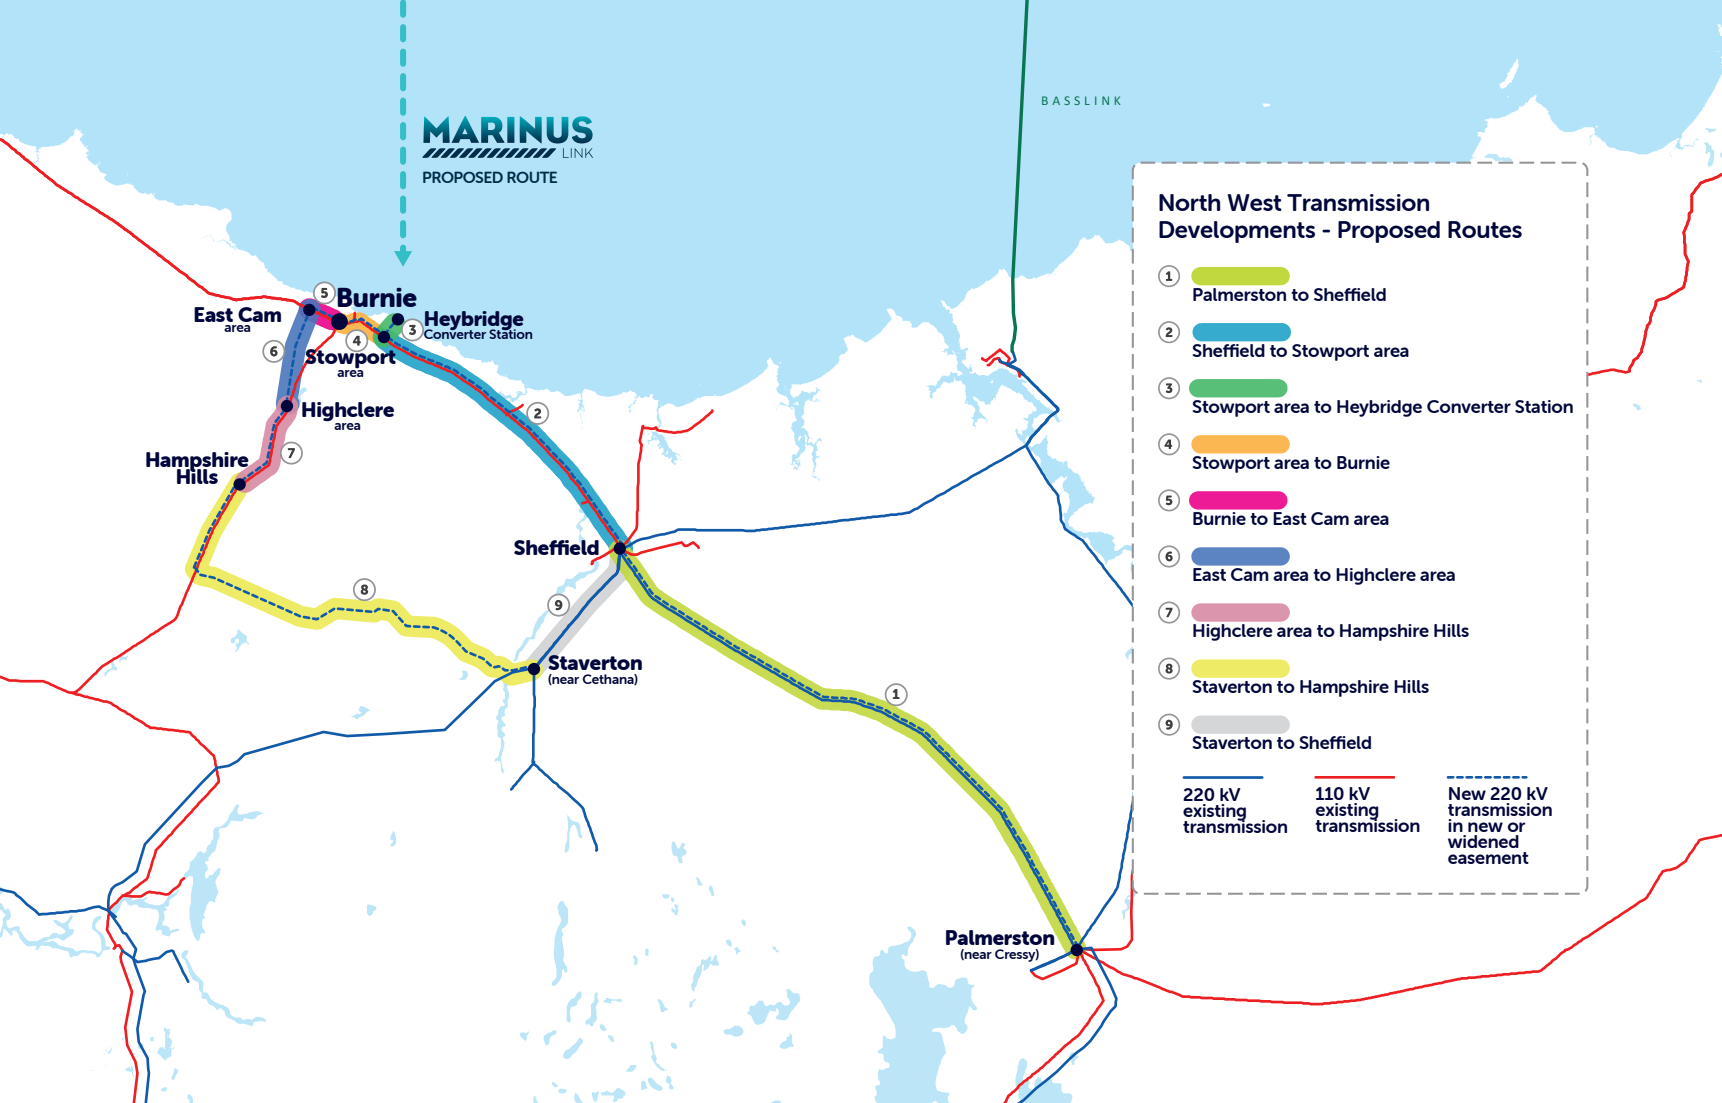 BASSLINK
MARINUS
LINK
PROPOSED ROUTE
North West Transmission
Developments - Proposed Routes
1
Palmerston to Sheffield
2
Sheffield to Stowport area
3
Stowport area to Heybridge Converter Station
4
Stowport area to Burnie
5
Burnie to East Cam area
6
East Cam area to Highclere area
7
Highclere area to Hampshire Hills
8
Staverton to Hampshire Hills
9
Staverton to Sheffield
220 kV
existing
transmission
110 kV
existing
transmission
New 220 kV
transmission
in new or
widened
easement
5
Burnie
East Cam
area
3
Heybridge
Converter Station
4
6
Stowport
area
Highclere
area
2
7
Hampshire
Hills
Sheffield
8
9
Staverton
(near Cethana)
1
Palmerston
(near Cressy)